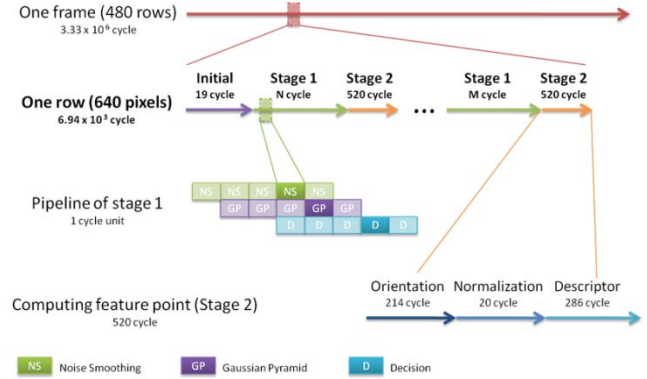 One frame (480 rows)
3.33 x 10⁶ cycle
Initial
19 cycle
Stage 1
N cycle
Stage 2
520 cycle
...
Stage 1
M cycle
Stage 2
520 cycle
One row (640 pixels)
6.94 x 10³ cycle
NS NS NS NS NS
Pipeline of stage 1
1 cycle unit
GP GP GP GP GP
D D D D D
Orientation
214 cycle
Normalization
20 cycle
Descriptor
286 cycle
Computing feature point (Stage 2)
520 cycle
NS Noise Smoothing
GP Gaussian Pyramid
D Decision